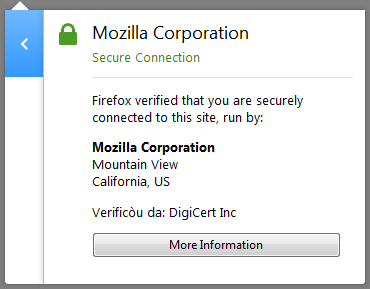 Mozilla Corporation
Secure Connection
Firefox verified that you are securely
connected to this site, run by:
Mozilla Corporation
Mountain View
California, US
Verificòu da: DigiCert Inc
More Information